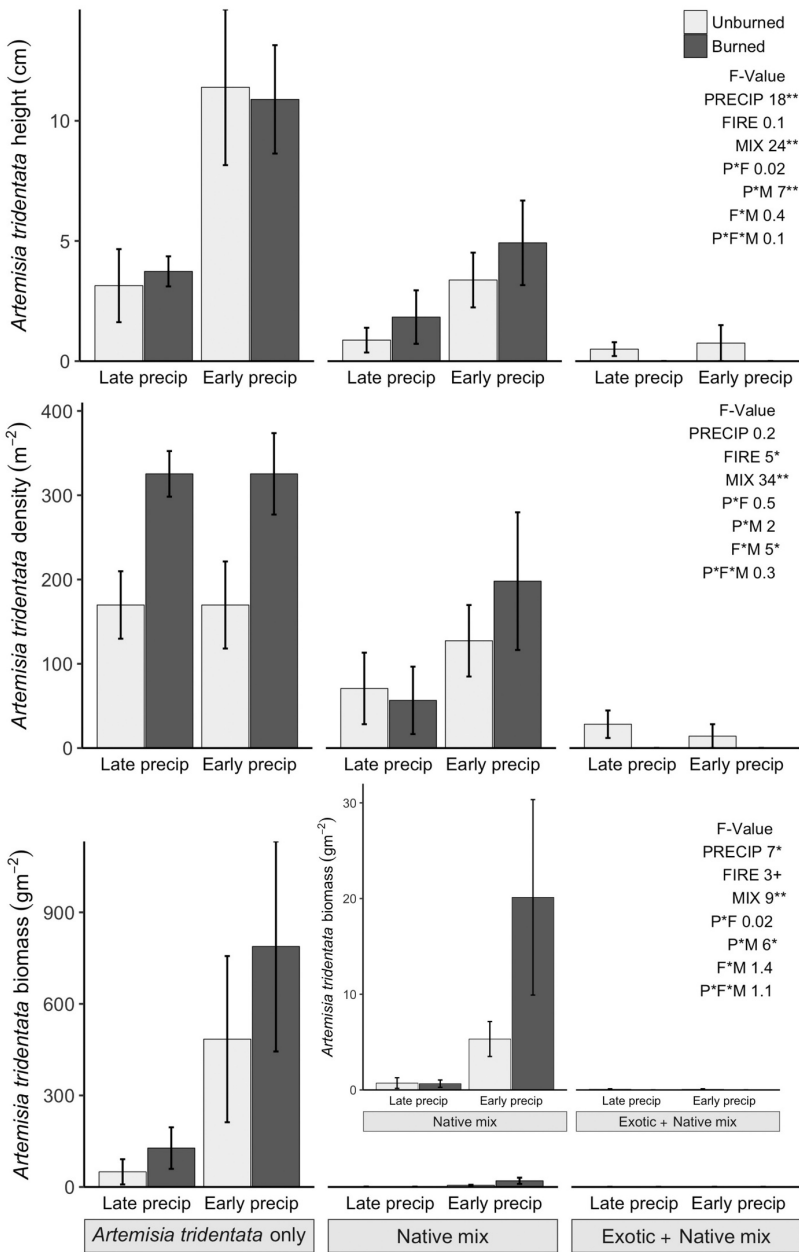 Unburned
Burned
Artemisia tridentata height (cm)
10
5
0
F-Value
PRECIP 18**
FIRE 0.1
MIX 24**
P*F 0.02
P*M 7**
F*M 0.4
P*F*M 0.1
Late precip Early precip Late precip Early precip Late precip Early precip
Artemisia tridentata density (m⁻²)
400
300
200
100
0
F-Value
PRECIP 0.2
FIRE 5*
MIX 34**
P*F 0.5
P*M 2
F*M 5*
P*F*M 0.3
Late precip Early precip Late precip Early precip Late precip Early precip
Artemisia tridentata biomass (gm⁻²)
900
600
300
0
Artemisia tridentata biomass (gm⁻²)
30
20
10
0
F-Value
PRECIP 7*
FIRE 3+
MIX 9**
P*F 0.02
P*M 6*
F*M 1.4
P*F*M 1.1
Late precip Early precip Late precip Early precip
Native mix Exotic + Native mix
Late precip Early precip Late precip Early precip Late precip Early precip
Artemisia tridentata only Native mix Exotic + Native mix